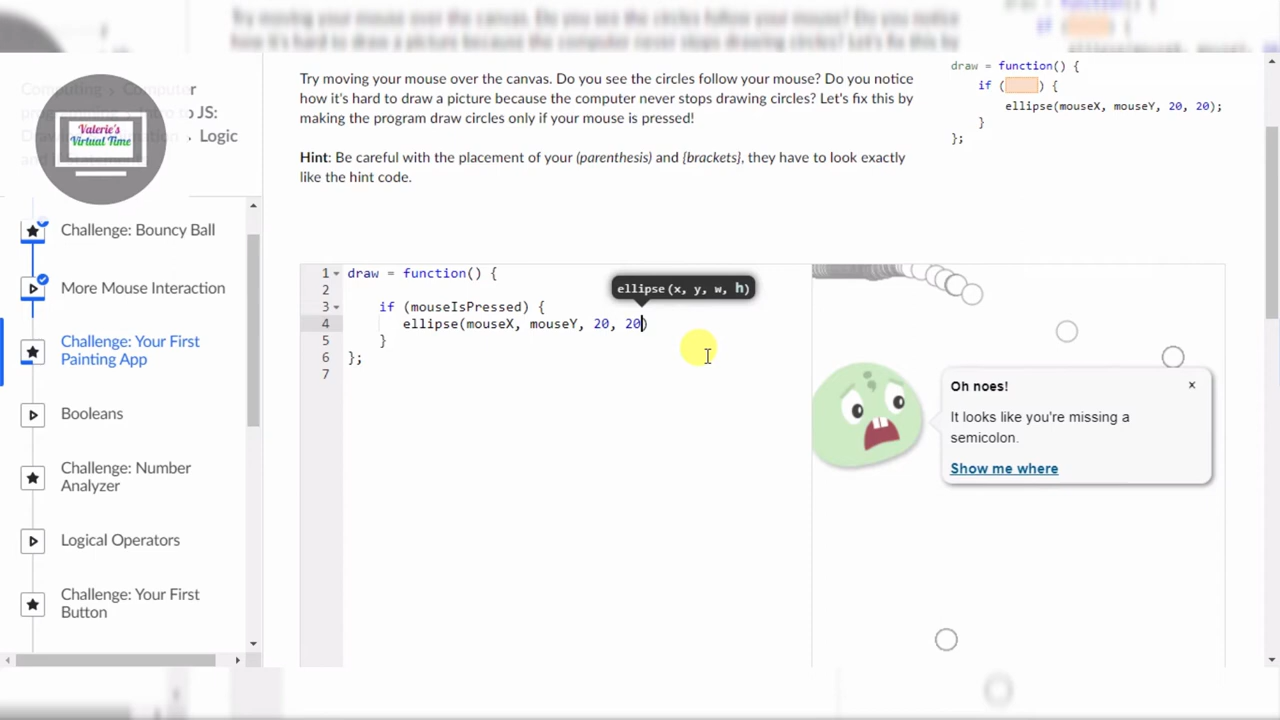 Try moving your mouse over the canvas. Do you see the circles follow your mouse? Do you notice
how it's hard to draw a picture because the computer never stops drawing circles? Let's fix this by
making the program draw circles only if your mouse is pressed!
Hint: Be careful with the placement of your (parenthesis) and {brackets}, they have to look exactly
like the hint code.
draw = function() {
if ( ) {
ellipse(mouseX, mouseY, 20, 20);
}
};
Computing
Computer
JS:
Logic
Valerie's
Virtual Time
Challenge: Bouncy Ball
More Mouse Interaction
Challenge: Your First
Painting App
Booleans
Challenge: Number
Analyzer
Logical Operators
Challenge: Your First
Button
1 draw = function() {
2
3 if (mouseIsPressed) {
4 ellipse(mouseX, mouseY, 20, 20)
5 }
6 };
7
ellipse(x, y, w, h)
Oh noes!
×
It looks like you're missing a
semicolon.
Show me where